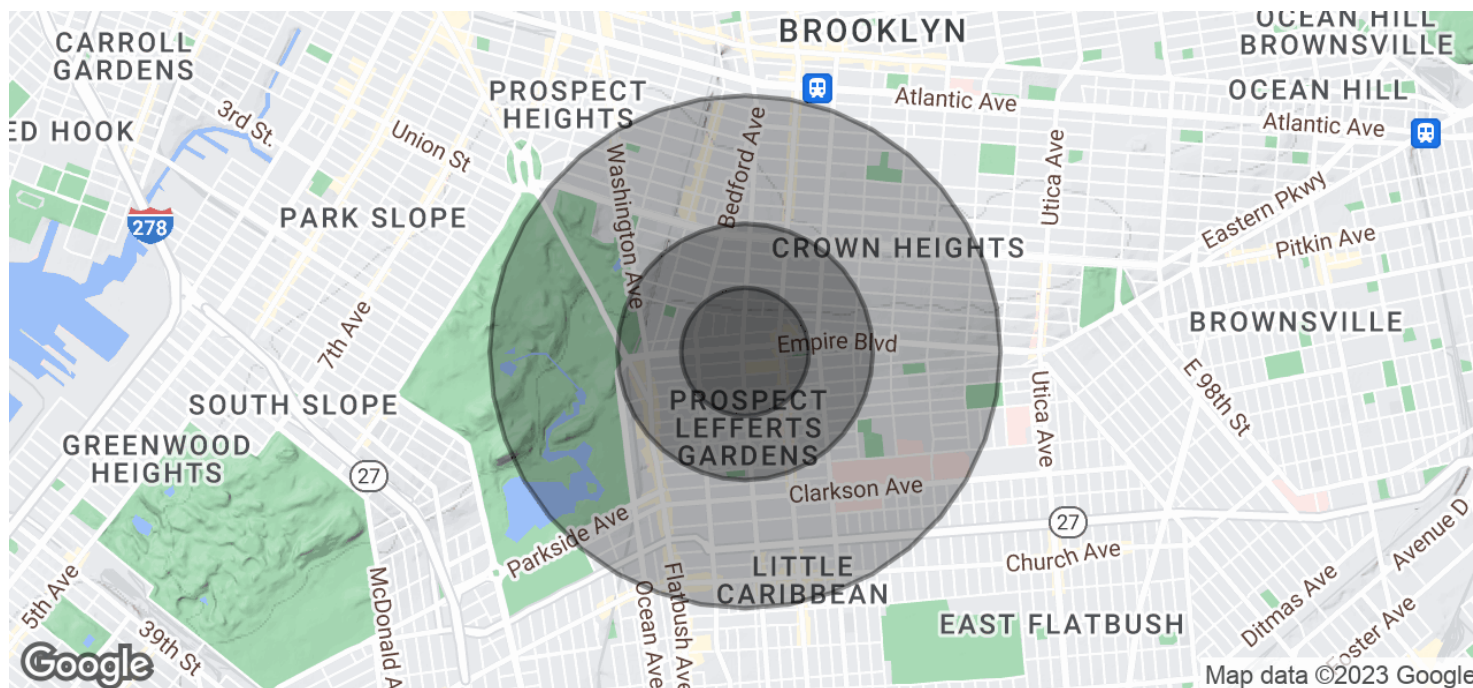 BROOKLYN
OCEAN HILL
BROWNSVILLE
CARROLL
GARDENS
PROSPECT
HEIGHTS
OCEAN HILL
Atlantic Ave
Atlantic Ave
ED HOOK
3rd St.
Union St
Washington Ave
Bedford Ave
Utica Ave
Eastern Pkwy
Pitkin Ave
278
PARK SLOPE
CROWN HEIGHTS
7th Ave
Empire Blvd
BROWNSVILLE
E 98th St
SOUTH SLOPE
PROSPECT
LEFFERTS
GARDENS
Utica Ave
GREENWOOD
HEIGHTS
27
Clarkson Ave
27
Parkside Ave
Church Ave
Avenue D
LITTLE
CARIBBEAN
5th Ave
39th St
McDonald A
Ocean Ave
Flatbush Ave
EAST FLATBUSH
Ditmas Ave
Foster Ave
Google
Map data ©2023 Google